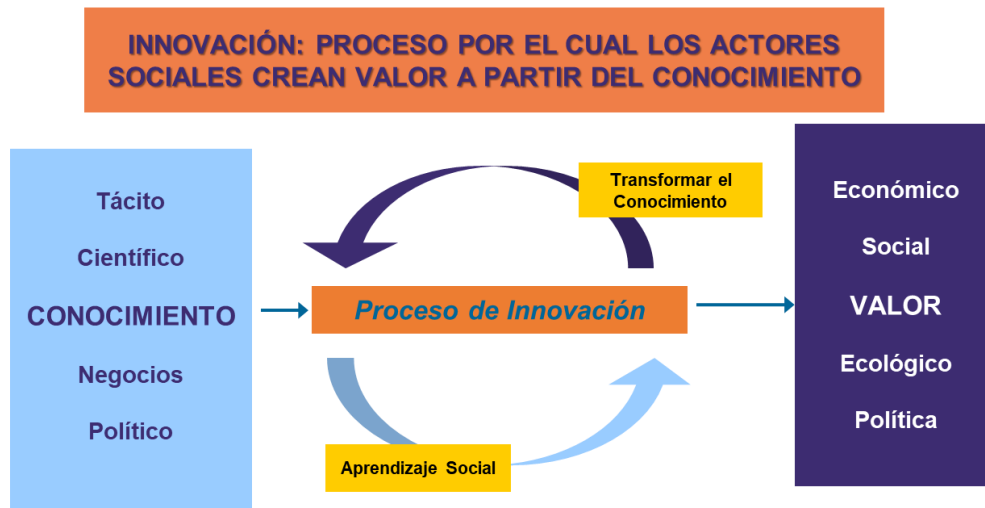 INNOVACIÓN: PROCESO POR EL CUAL LOS ACTORES
SOCIALES CREAN VALOR A PARTIR DEL CONOCIMIENTO
Tácito
Científico
CONOCIMIENTO
Negocios
Político
Transformar el
Conocimiento
Proceso de Innovación
Aprendizaje Social
Económico
Social
VALOR
Ecológico
Política